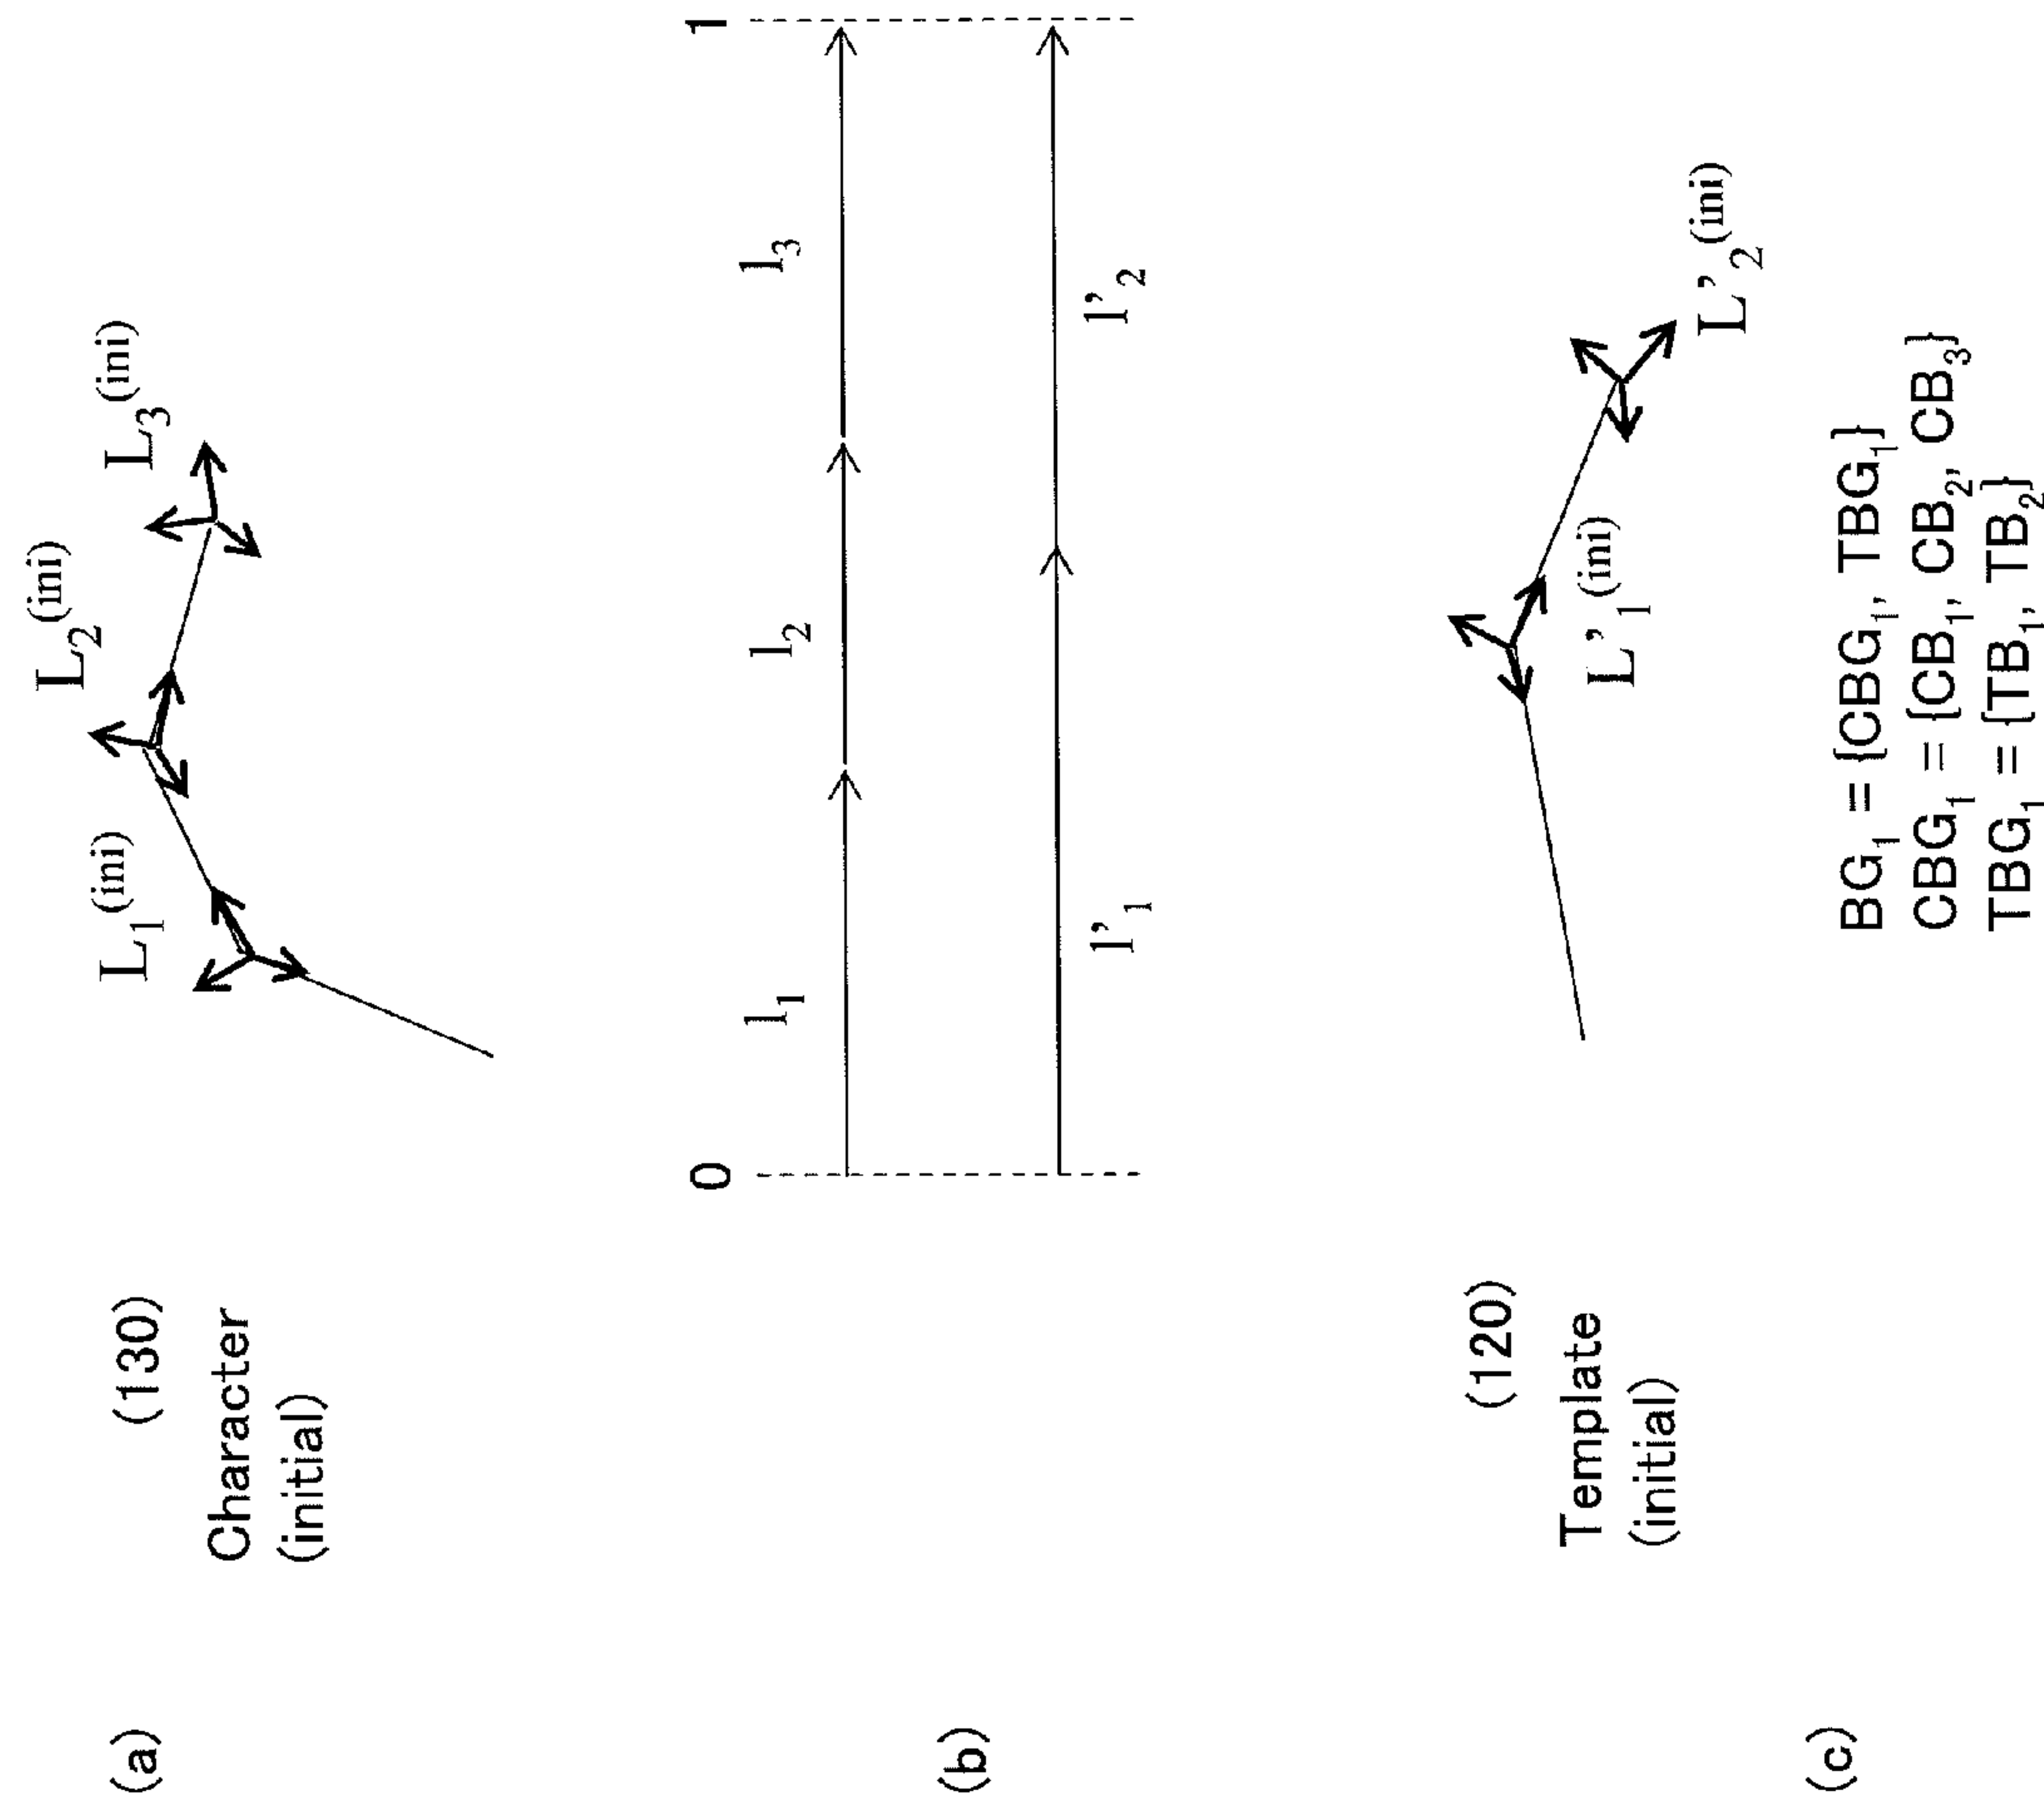 (a)
(130)
Character
(initial)
L₁⁽ⁱⁿⁱ⁾
L₂⁽ⁱⁿⁱ⁾
L₃⁽ⁱⁿⁱ⁾
(b)
0
1
l₁
l₂
l₃
l'₁
l'₂
(120)
Template
(initial)
L'₁⁽ⁱⁿⁱ⁾
L'₂⁽ⁱⁿⁱ⁾
(c)
BG₁ = {CBG₁, TBG₁}
CBG₁ = {CB₁, CB₂, CB₃}
TBG₁ = {TB₁, TB₂}